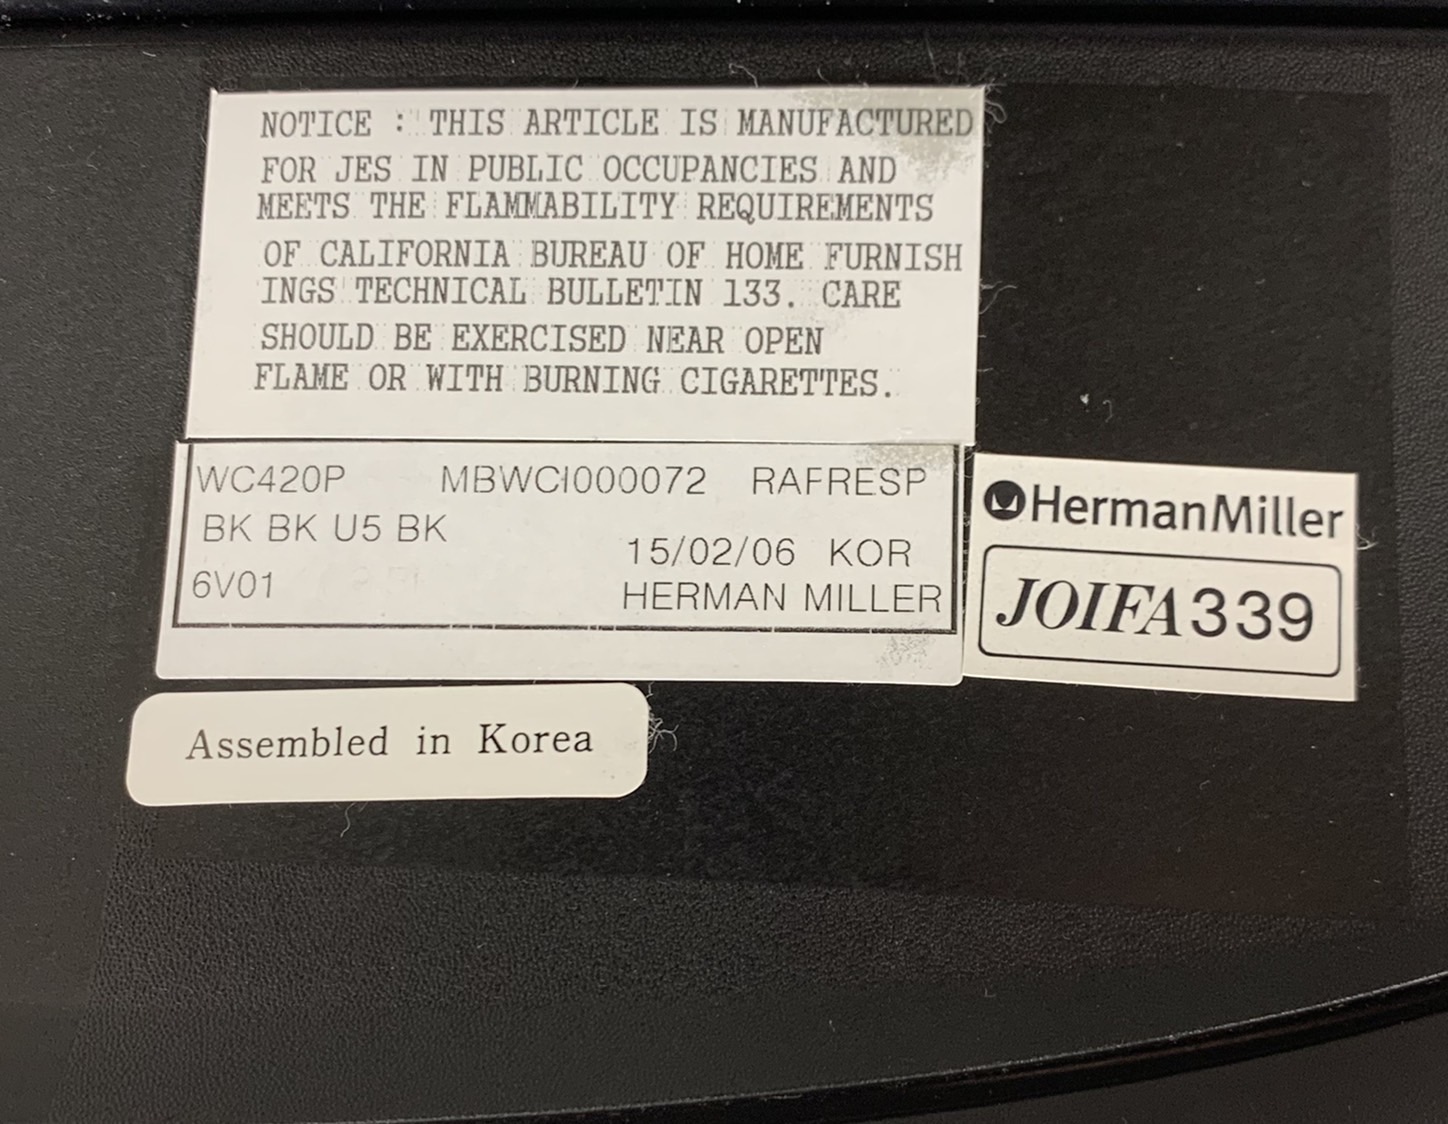 NOTICE : THIS ARTICLE IS MANUFACTURED
FOR JES IN PUBLIC OCCUPANCIES AND
MEETS THE FLAMMABILITY REQUIREMENTS
OF CALIFORNIA BUREAU OF HOME FURNISH
INGS TECHNICAL BULLETIN 133. CARE
SHOULD BE EXERCISED NEAR OPEN
FLAME OR WITH BURNING CIGARETTES.
WC420P MBWCI000072 RAFRESP
BK BK U5 BK
15/02/06 KOR
6V01
HERMAN MILLER
HermanMiller
JOIFA339
Assembled in Korea